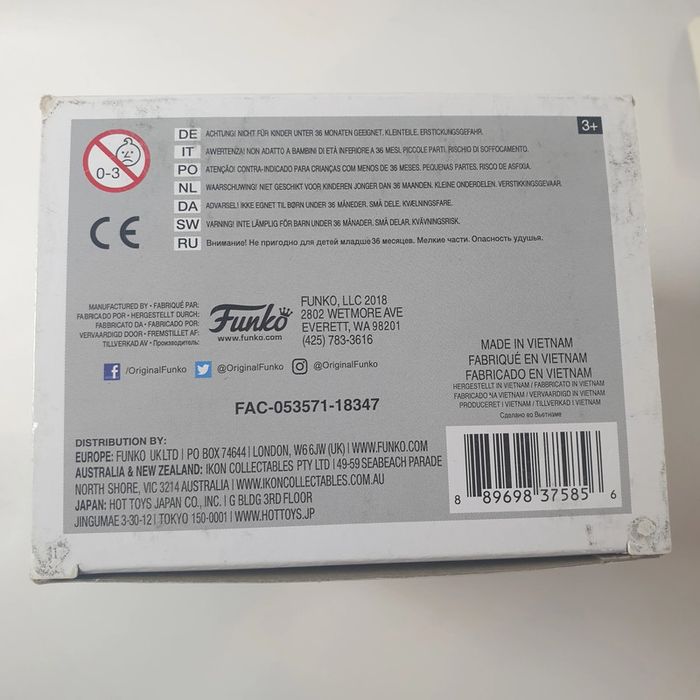 3+
0-3
DE ACHTUNG! NICHT FÜR KINDER UNTER 36 MONATEN GEEIGNET. KLEINTEILE. ERSTICKUNGSGEFAHR.
IT AVVERTENZA! NON ADATTO A BAMBINI DI ETÀ INFERIORE A 36 MESI. PICCOLE PARTI. RISCHIO DI SOFFOCAMENTO.
PO ATENÇÃO! CONTRA-INDICADO PARA CRIANÇAS COM MENOS DE 36 MESES. PEQUENAS PARTES. RISCO DE ASFIXIA.
NL WAARSCHUWING! NIET GESCHIKT VOOR KINDEREN JONGER DAN 36 MAANDEN. KLEINE ONDERDELEN. VERSTIKKINGSGEVAAR.
DA ADVARSEL! IKKE EGNET TIL BØRN UNDER 36 MÅNEDER. SMÅ DELE. KVÆLNINGSFARE.
SW VARNING! INTE LÄMPLIG FÖR BARN UNDER 36 MÅNADER. SMÅ DELAR. KVÄVNINGSRISK.
RU Внимание! Не пригодно для детей младше 36 месяцев. Мелкие части. Опасность удушья.
CE
MANUFACTURED BY • FABRIQUÉ PAR:
FABRICADO POR • HERGESTELLT DURCH:
FABBRICATO DA • FABRICADO POR:
VERVAARDIGD DOOR • FREMSTILLET AF:
TILLVERKAD AV • Производитель:
Funko
www.funko.com
FUNKO, LLC 2018
2802 WETMORE AVE
EVERETT, WA 98201
(425) 783-3616
f /OriginalFunko @OriginalFunko @OriginalFunko
FAC-053571-18347
MADE IN VIETNAM
FABRIQUÉ EN VIETNAM
FABRICADO EN VIETNAM
HERGESTELLT IN VIETNAM / FABBRICATO IN VIETNAM
FABRICADO NA VIETNAM / VERVAARDIGD IN VIETNAM
PRODUCERET I VIETNAM / TILLVERKAD I VIETNAM
Сделано во Вьетнаме
DISTRIBUTION BY:
EUROPE: FUNKO UK LTD | PO BOX 74644 | LONDON, W6 6JW (UK) | WWW.FUNKO.COM
AUSTRALIA & NEW ZEALAND: IKON COLLECTABLES PTY LTD | 49-59 SEABEACH PARADE
NORTH SHORE, VIC 3214 AUSTRALIA | WWW.IKONCOLLECTABLES.COM.AU
JAPAN: HOT TOYS JAPAN CO., INC. | G BLDG 3RD FLOOR
JINGUMAE 3-30-12 | TOKYO 150-0001 | WWW.HOTTOYS.JP
8 89698 37585 6